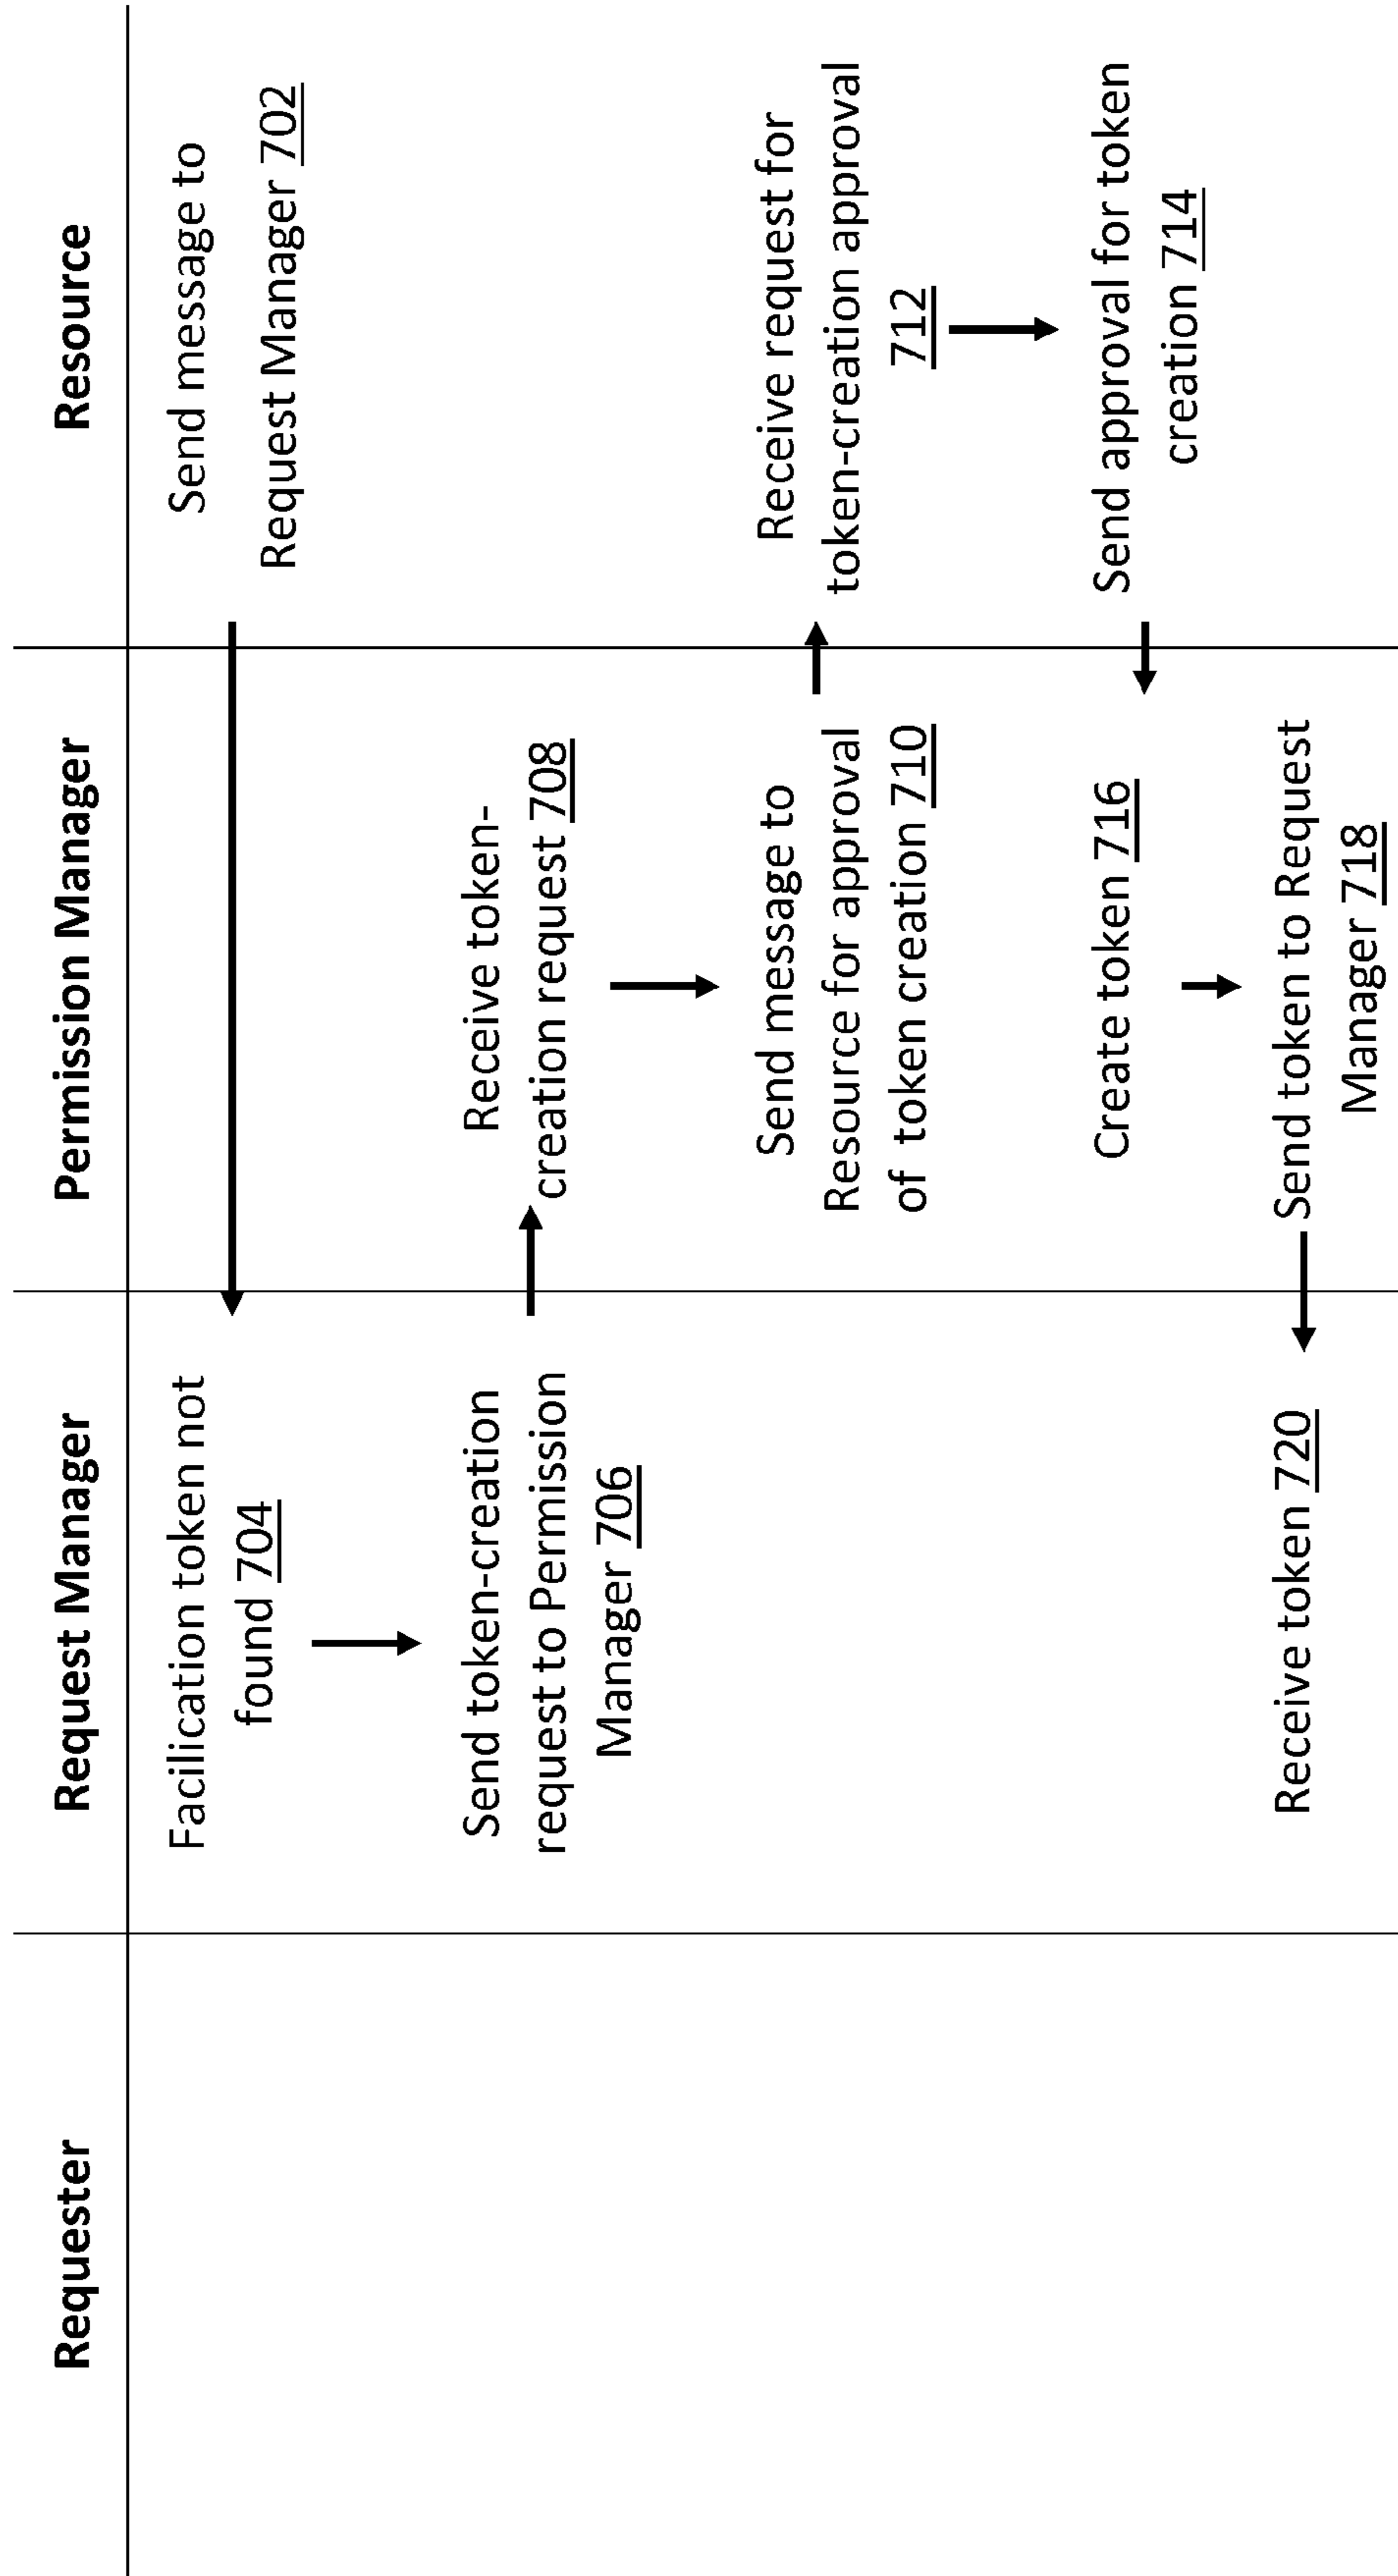 Requester
Request Manager
Permission Manager
Resource
Facilication token not
found 704
Send message to
Request Manager 702
Send token-creation
request to Permission
Manager 706
Receive token-
creation request 708
Send message to
Resource for approval
of token creation 710
Receive request for
token-creation approval
712
Create token 716
Send approval for token
creation 714
Receive token 720
Send token to Request
Manager 718